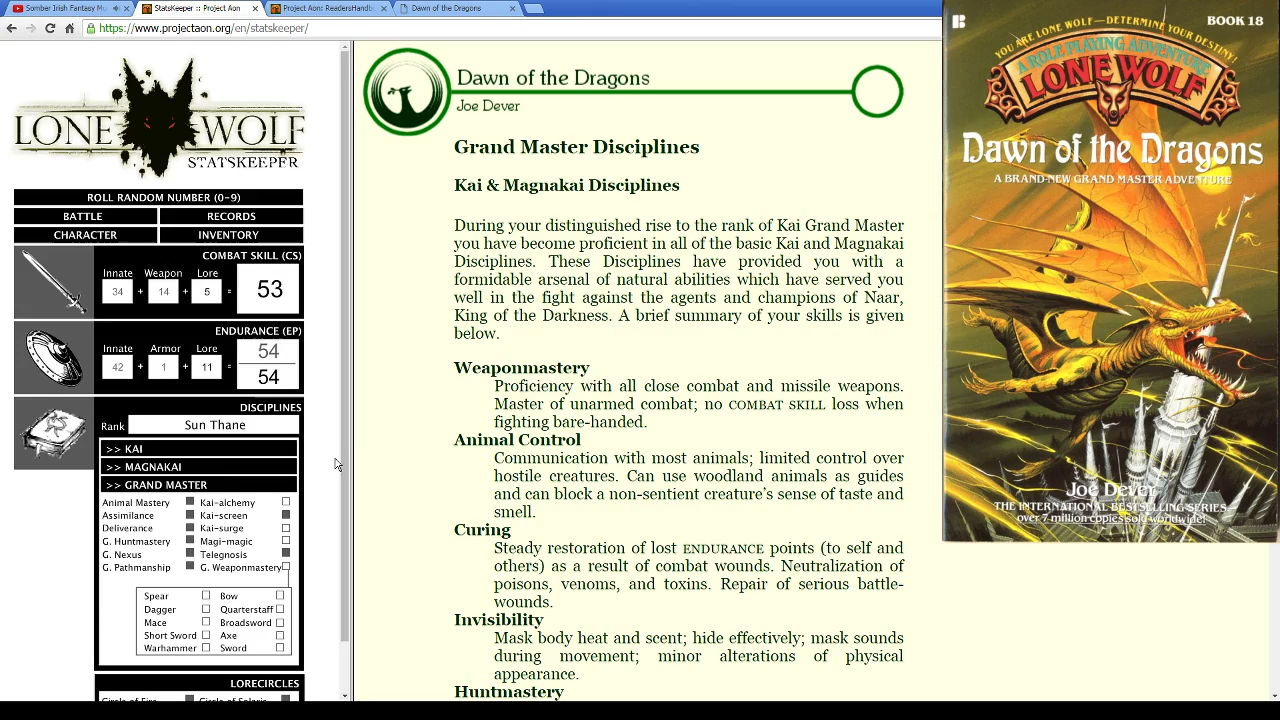 Somber Irish Fantasy Mu
StatsKeeper :: Project Aon
Project Aon: ReadersHandb
Dawn of the Dragons
https://www.projectaon.org/en/statskeeper/
LONE WOLF
STATSKEEPER
ROLL RANDOM NUMBER (0-9)
BATTLE
RECORDS
CHARACTER
INVENTORY
COMBAT SKILL (CS)
Innate Weapon Lore
34 + 14 + 5 = 53
ENDURANCE (EP)
Innate Armor Lore
42 + 1 + 11 = 54
54
DISCIPLINES
Rank Sun Thane
>> KAI
>> MAGNAKAI
>> GRAND MASTER
Animal Mastery Kai-alchemy
Assimilance Kai-screen
Deliverance Kai-surge
G. Huntmastery Magi-magic
G. Nexus Telegnosis
G. Pathmanship G. Weaponmastery
Spear Bow
Dagger Quarterstaff
Mace Broadsword
Short Sword Axe
Warhammer Sword
LORECIRCLES
Circle of Fire Circle of Solaris
Dawn of the Dragons
Joe Dever
Grand Master Disciplines
Kai & Magnakai Disciplines
During your distinguished rise to the rank of Kai Grand Master
you have become proficient in all of the basic Kai and Magnakai
Disciplines. These Disciplines have provided you with a
formidable arsenal of natural abilities which have served you
well in the fight against the agents and champions of Naar,
King of the Darkness. A brief summary of your skills is given
below.
Weaponmastery
Proficiency with all close combat and missile weapons.
Master of unarmed combat; no COMBAT SKILL loss when
fighting bare-handed.
Animal Control
Communication with most animals; limited control over
hostile creatures. Can use woodland animals as guides
and can block a non-sentient creature's sense of taste and
smell.
Curing
Steady restoration of lost ENDURANCE points (to self and
others) as a result of combat wounds. Neutralization of
poisons, venoms, and toxins. Repair of serious battle-
wounds.
Invisibility
Mask body heat and scent; hide effectively; mask sounds
during movement; minor alterations of physical
appearance.
Huntmastery
B
BOOK 18
YOU ARE LONE WOLF—DETERMINE YOUR DESTINY!
A ROLE PLAYING ADVENTURE
LONE WOLF
Dawn of the Dragons
A BRAND-NEW GRAND MASTER ADVENTURE
Joe Dever
THE INTERNATIONAL BESTSELLING SERIES—
over 7 million copies sold worldwide!